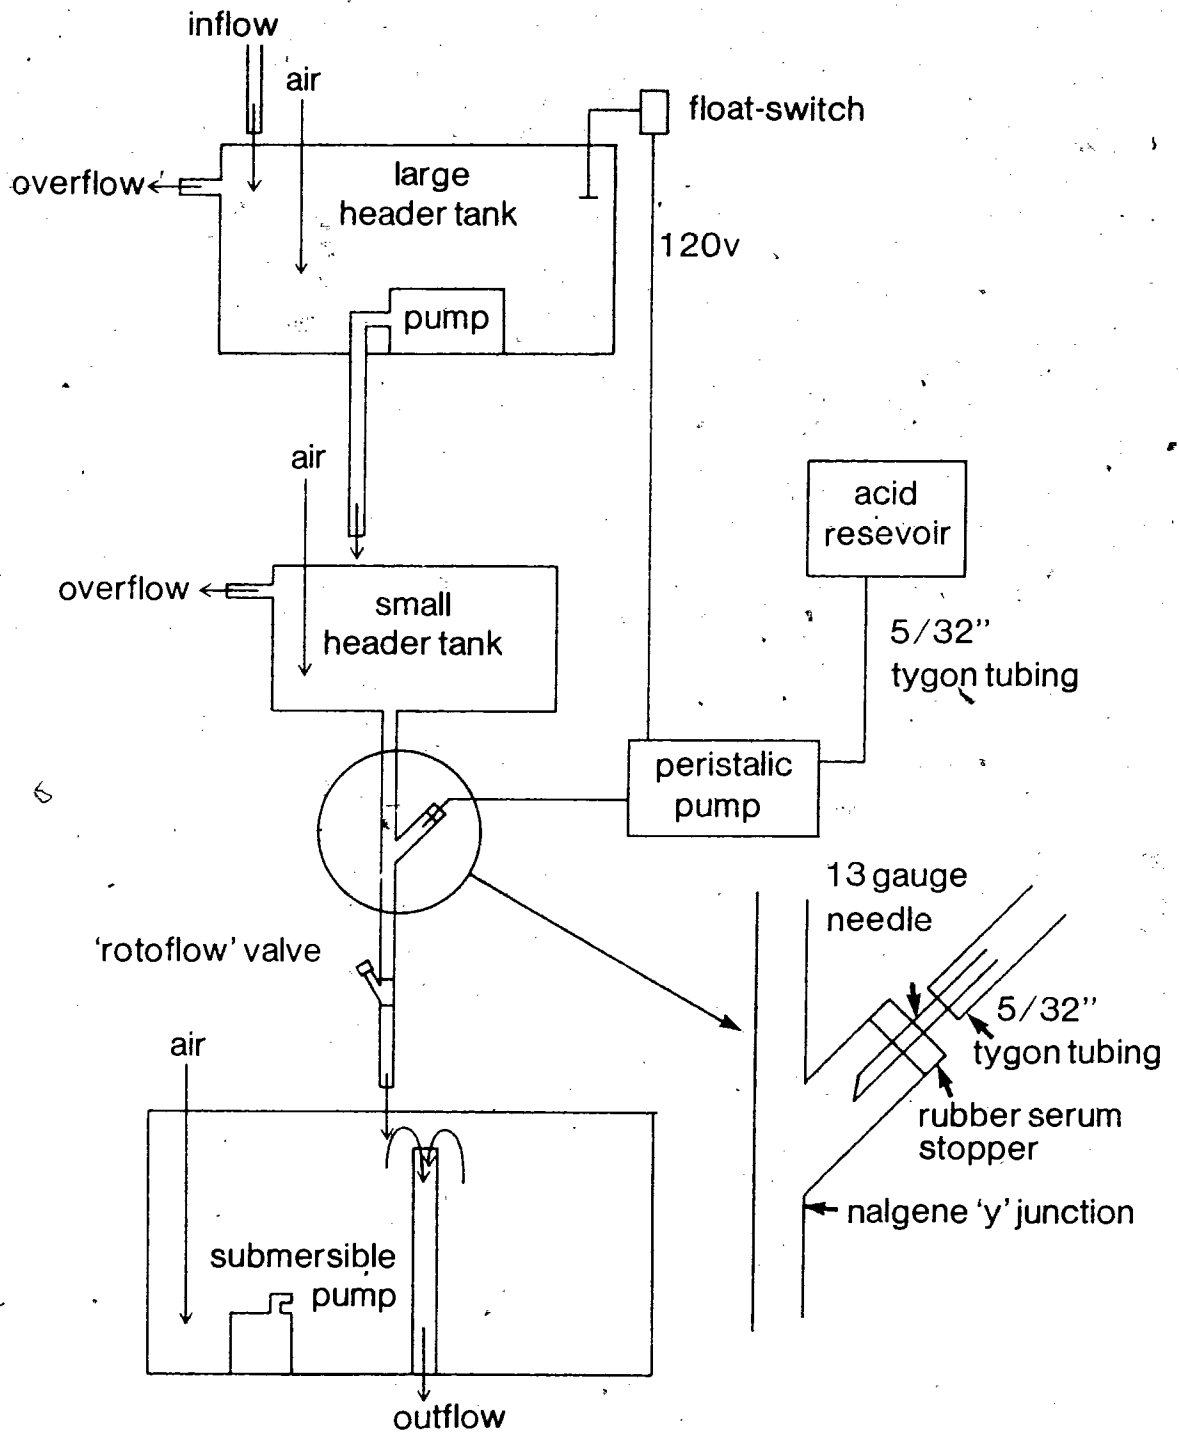 inflow
air
float-switch
overflow
large
header tank
120v
pump
air
acid
resevoir
overflow
small
header tank
5/32”
tygon tubing
peristalic
pump
13 gauge
needle
‘rotoflow’ valve
5/32”
tygon tubing
air
rubber serum
stopper
nalgene ‘y’ junction
submersible
pump
outflow